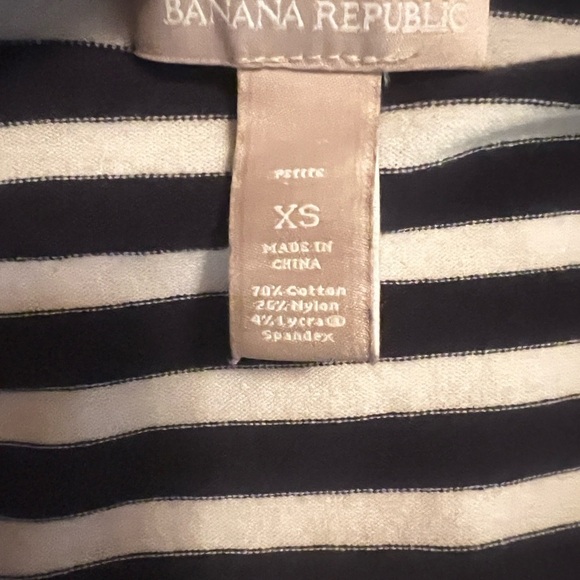 BANANA REPUBLIC
PETITE
XS
MADE IN
CHINA
70% Cotton
26% Nylon
4% Lycra®
Spandex